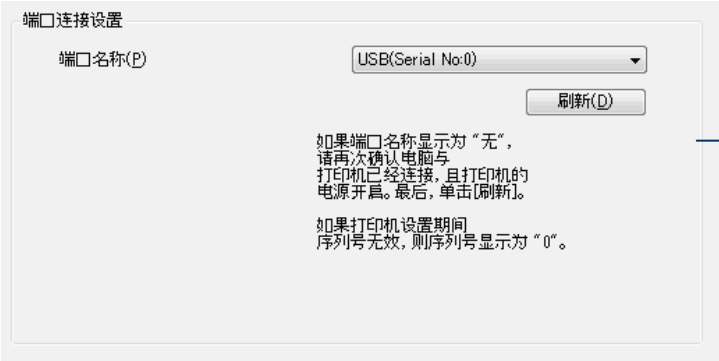 端口连接设置
端口名称(P) USB(Serial No:0)
刷新(D)
如果端口名称显示为“无”,
请再次确认电脑与
打印机已经连接, 且打印机的
电源开启。最后, 单击[刷新]。
如果打印机设置期间
序列号无效, 则序列号显示为“0”。